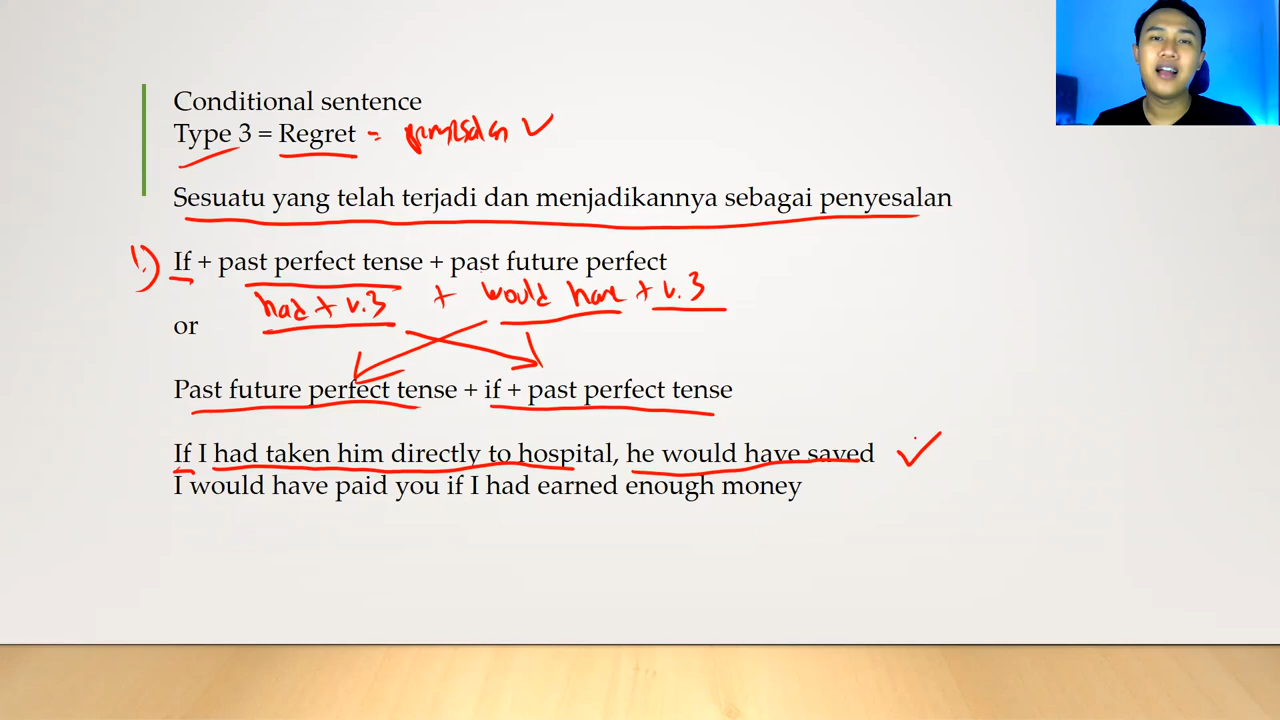 Conditional sentence
Type 3 = Regret =
Sesuatu yang telah terjadi dan menjadikannya sebagai penyesalan
1.) If + past perfect tense + past future perfect
had + v.3 + would have + v.3
or
Past future perfect tense + if + past perfect tense
If I had taken him directly to hospital, he would have saved
I would have paid you if I had earned enough money